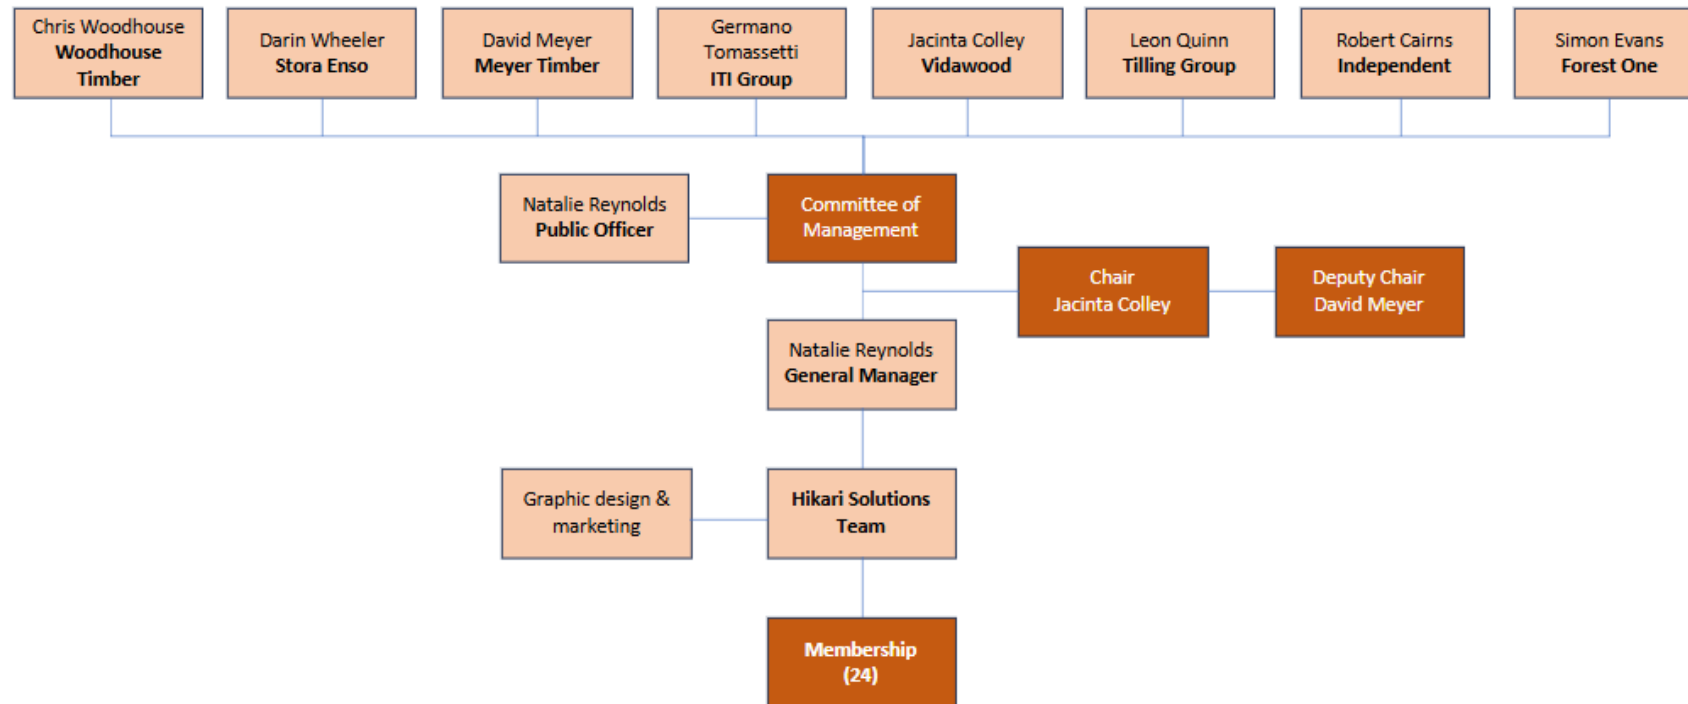 Chris Woodhouse
Woodhouse
Timber
Darin Wheeler
Stora Enso
David Meyer
Meyer Timber
Germano
Tomassetti
ITI Group
Jacinta Colley
Vidawood
Leon Quinn
Tilling Group
Robert Cairns
Independent
Simon Evans
Forest One
Natalie Reynolds
Public Officer
Committee of
Management
Chair
Jacinta Colley
Deputy Chair
David Meyer
Natalie Reynolds
General Manager
Graphic design &
marketing
Hikari Solutions
Team
Membership
(24)